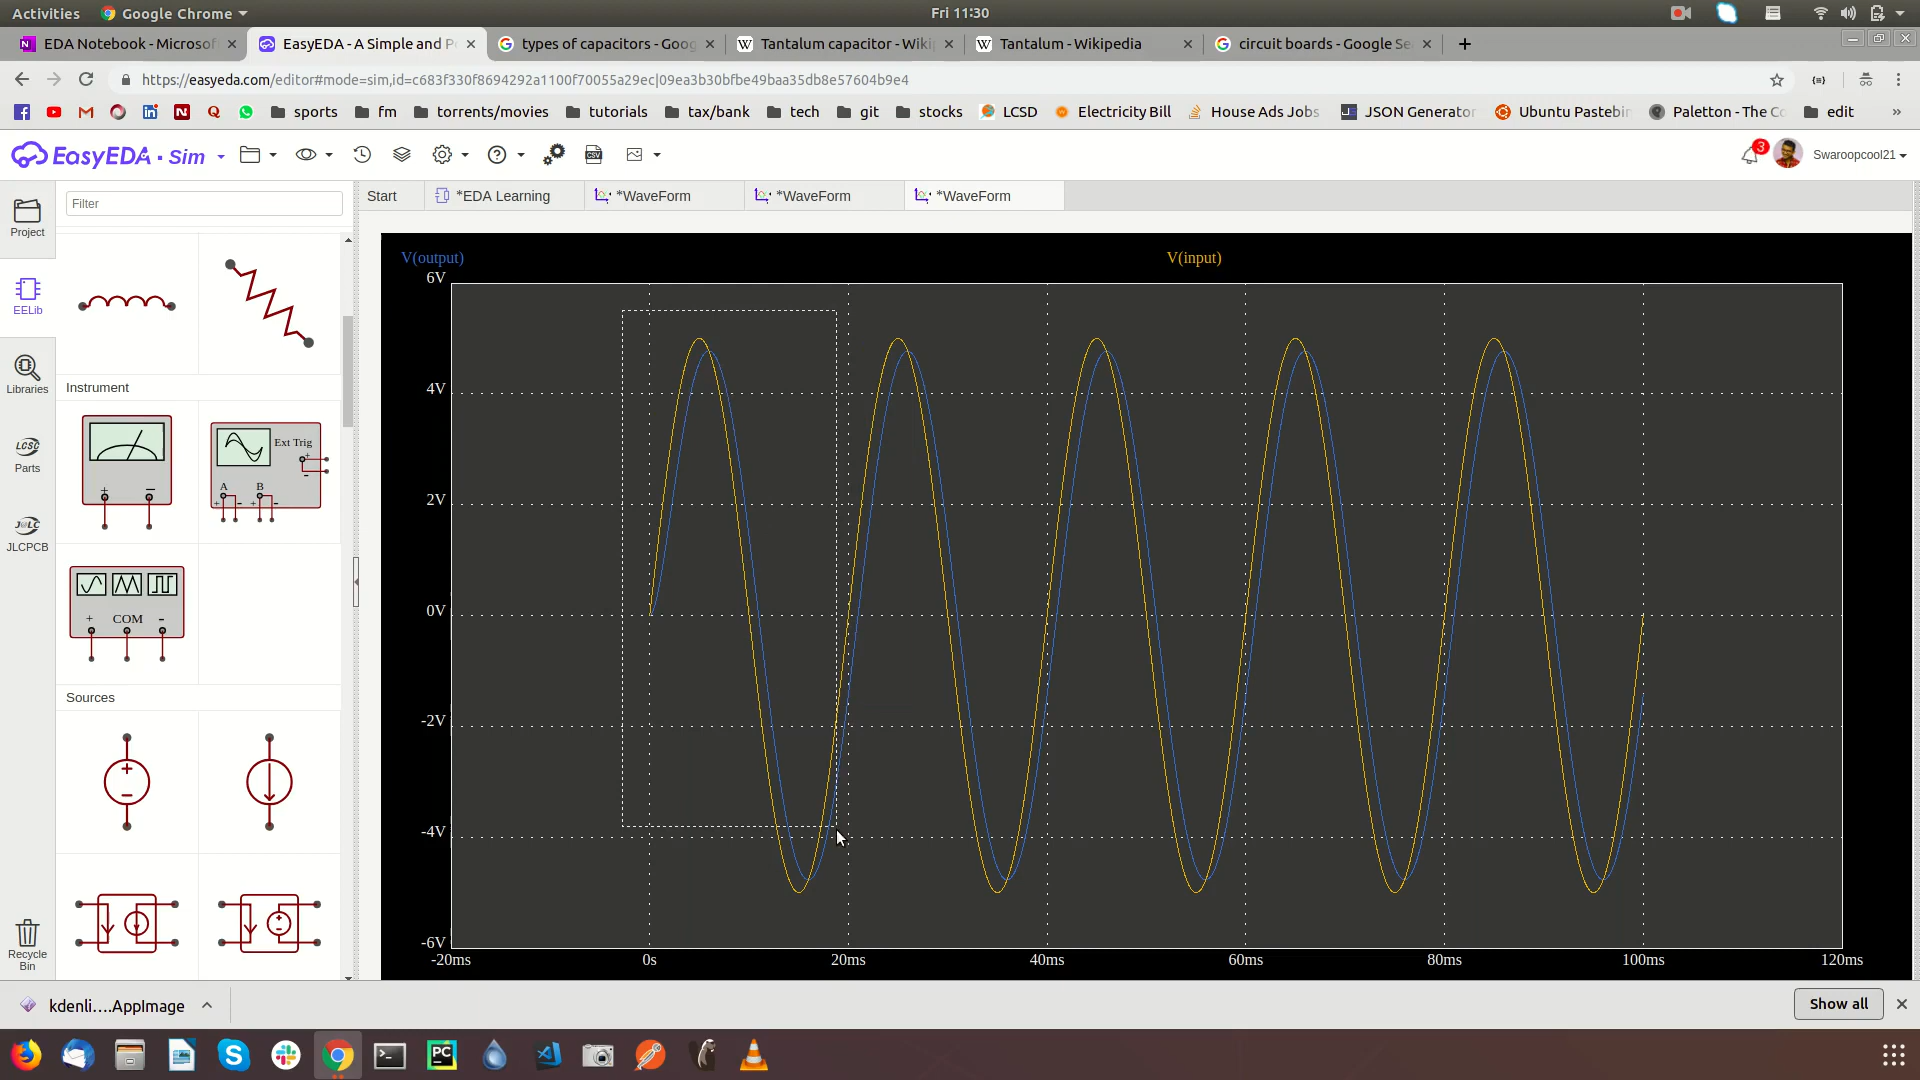 Activities
Google Chrome
Fri 11:30
EDA Notebook - Microsof
EasyEDA - A Simple and P
types of capacitors - Goog
Tantalum capacitor - Wiki
Tantalum - Wikipedia
circuit boards - Google Se
https://easyeda.com/editor#mode=sim,id=c683f330f8694292a1100f70055a29ec|09ea3b30bfbe49baa35db8e57604b9e4
sports
fm
torrents/movies
tutorials
tax/bank
tech
git
stocks
LCSD
Electricity Bill
House Ads Jobs
JSON Generator
Ubuntu Pastebin
Paletton - The Co
edit
»
EasyEDA · Sim
CSV
3
Swaroopcool21
Project
EELib
Libraries
LCSC
Parts
J@LC
JLCPCB
Recycle
Bin
Filter
Instrument
Ext Trig
A B
COM
Sources
Start
*EDA Learning
*WaveForm
*WaveForm
*WaveForm
V(output)
V(input)
6V
4V
2V
0V
-2V
-4V
-6V
-20ms
0s
20ms
40ms
60ms
80ms
100ms
120ms
kdenli....AppImage
Show all